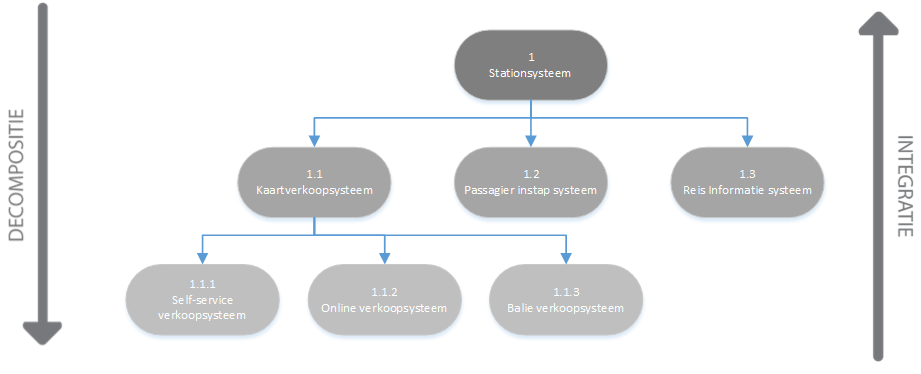 DECOMPOSITIE
1
Stationsysteem
INTEGRATIE
1.1
Kaartverkoopsysteem
1.2
Passagier instap systeem
1.3
Reis Informatie systeem
1.1.1
Self-service
verkoopsysteem
1.1.2
Online verkoopsysteem
1.1.3
Balie verkoopsysteem